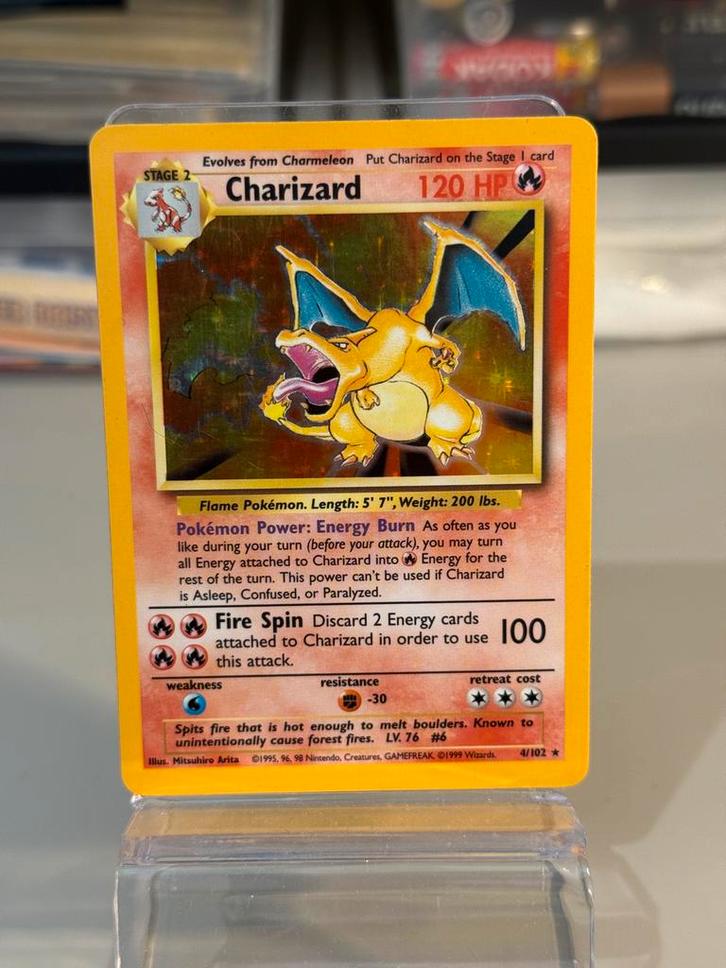 Evolves from Charmeleon Put Charizard on the Stage 1 card
STAGE 2
Charizard 120 HP
Flame Pokémon. Length: 5' 7", Weight: 200 lbs.
Pokémon Power: Energy Burn As often as you
like during your turn (before your attack), you may turn
all Energy attached to Charizard into Energy for the
rest of the turn. This power can't be used if Charizard
is Asleep, Confused, or Paralyzed.
Fire Spin Discard 2 Energy cards
attached to Charizard in order to use 100
this attack.
weakness resistance retreat cost
-30
Spits fire that is hot enough to melt boulders. Known to
unintentionally cause forest fires. LV. 76 #6
Illus. Mitsuhiro Arita ©1995, 96, 98 Nintendo, Creatures, GAMEFREAK. ©1999 Wizards. 4/102 ★